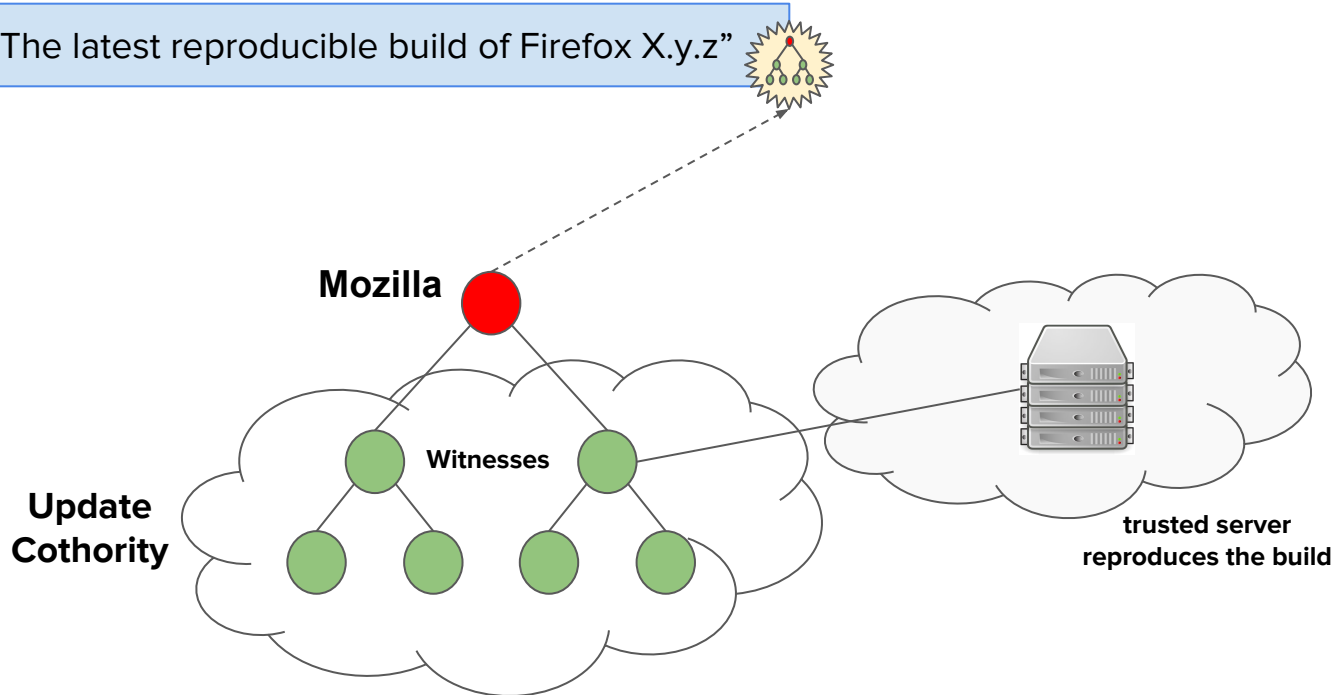 The latest reproducible build of Firefox X.y.z”
Mozilla
Witnesses
Update
Cothority
trusted server
reproduces the build